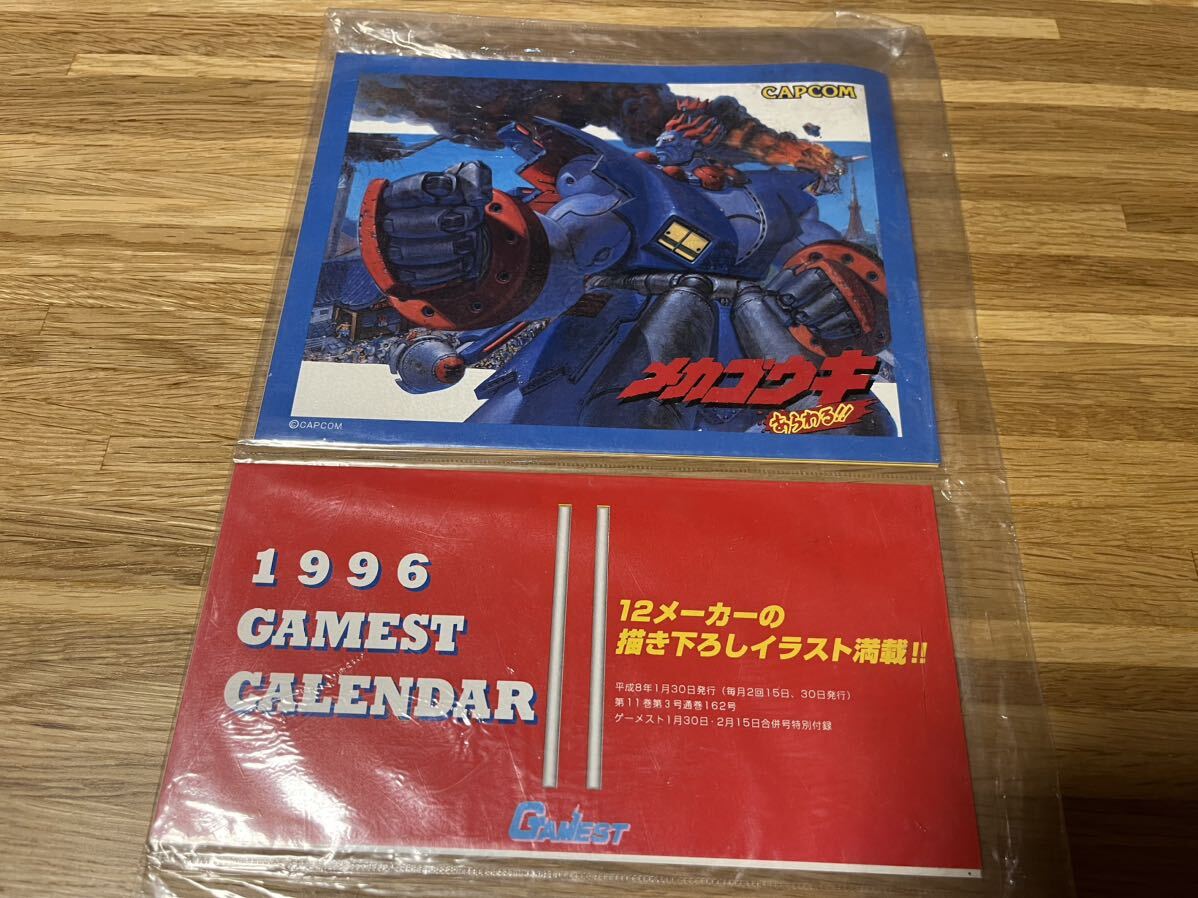 CAPCOM
メカゴウキ
あらわる!!
©CAPCOM
1996
GAMEST
CALENDAR
12メーカーの
描き下ろしイラスト満載!!
平成8年1月30日発行(毎月2回15日、30日発行)
第11巻第3号通巻162号
ゲーメスト1月30日・2月15日合併号特別付録
GAMEST